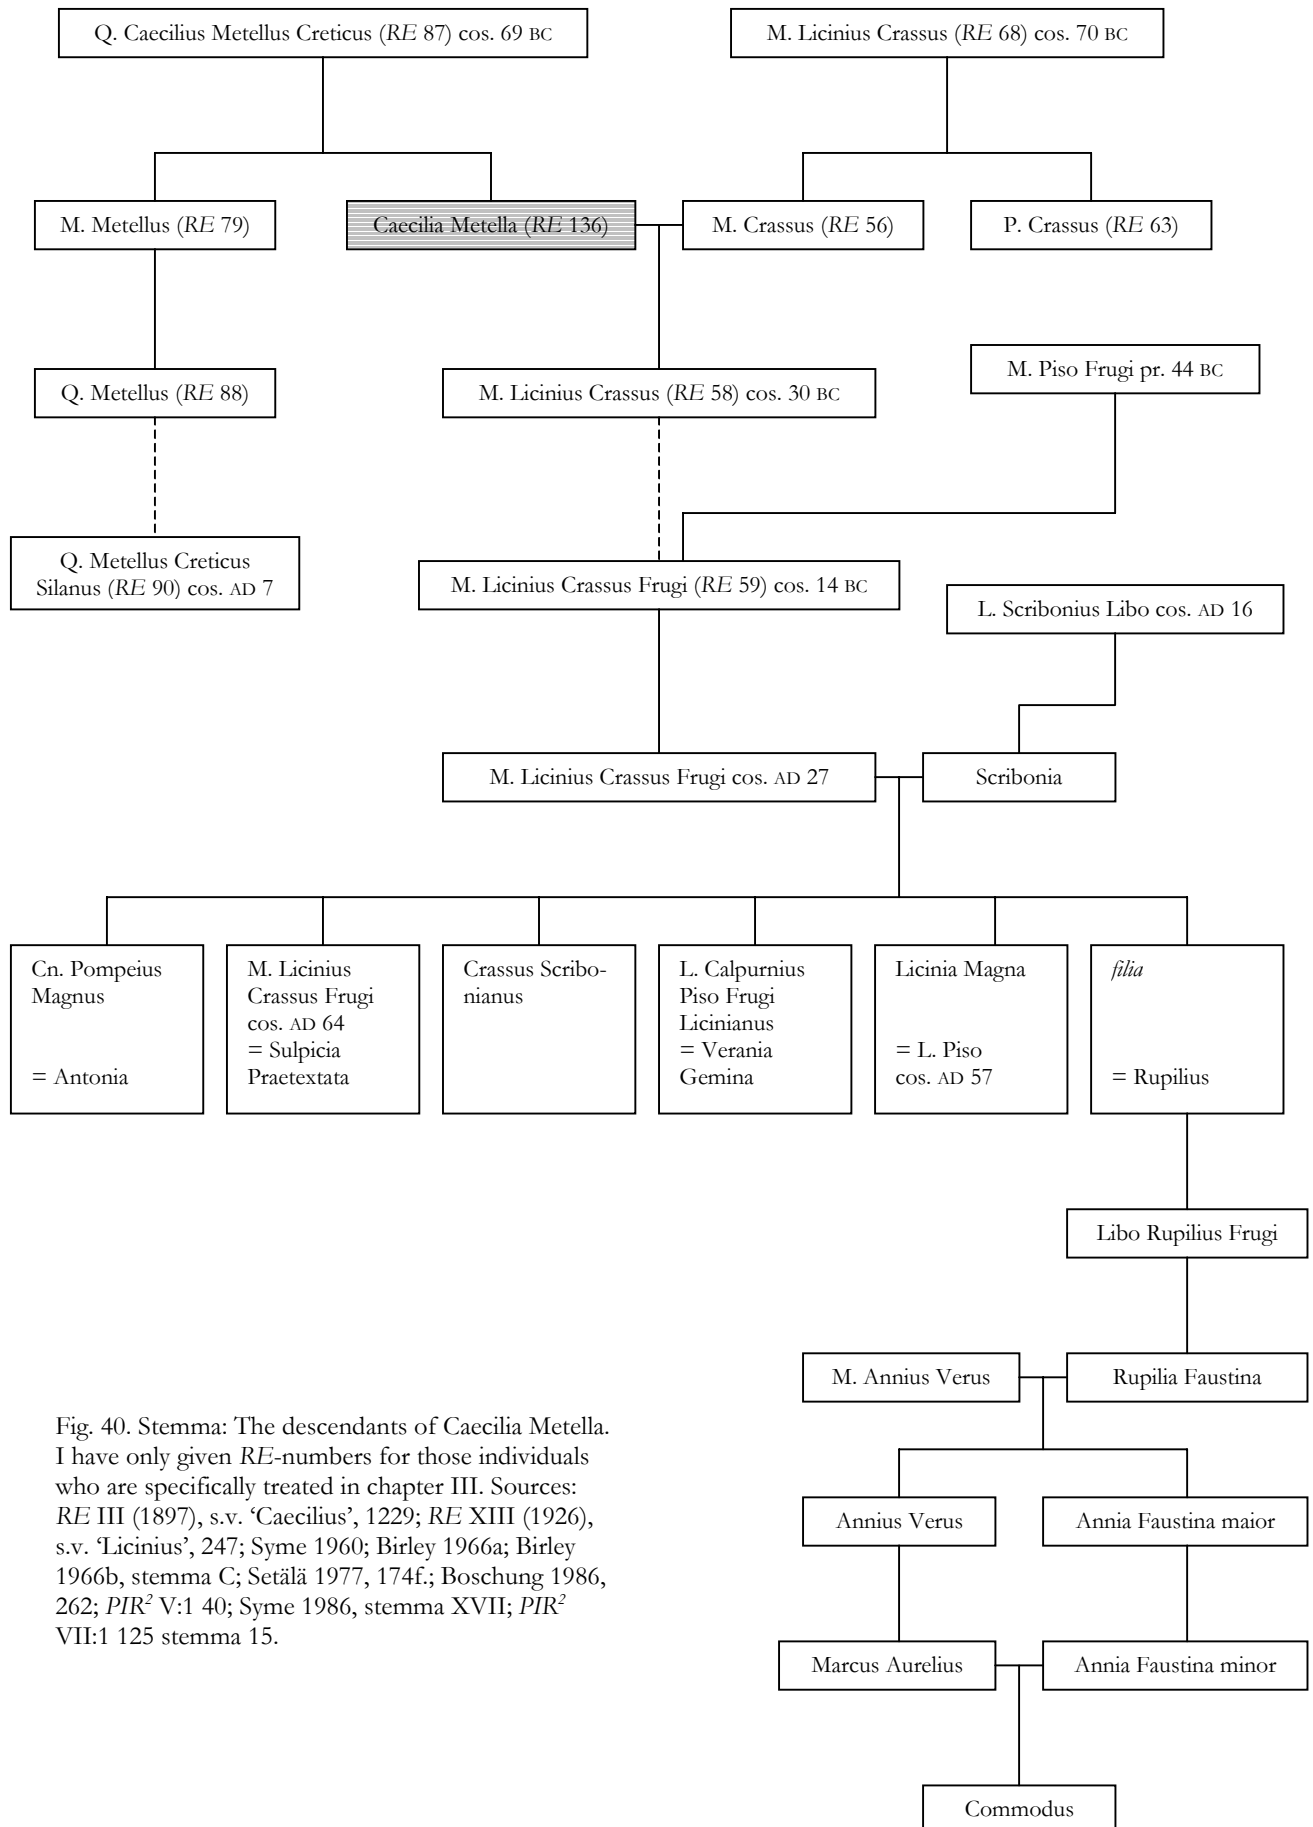 Q. Caecilius Metellus Creticus (RE 87) cos. 69 BC
M. Licinius Crassus (RE 68) cos. 70 BC
M. Metellus (RE 79)
Caecilia Metella (RE 136)
M. Crassus (RE 56)
P. Crassus (RE 63)
M. Piso Frugi pr. 44 BC
Q. Metellus (RE 88)
M. Licinius Crassus (RE 58) cos. 30 BC
Q. Metellus Creticus
Silanus (RE 90) cos. AD 7
M. Licinius Crassus Frugi (RE 59) cos. 14 BC
L. Scribonius Libo cos. AD 16
M. Licinius Crassus Frugi cos. AD 27
Scribonia
Cn. Pompeius
Magnus
= Antonia
M. Licinius
Crassus Frugi
cos. AD 64
= Sulpicia
Praetextata
Crassus Scribo-
nianus
L. Calpurnius
Piso Frugi
Licinianus
= Verania
Gemina
Licinia Magna
= L. Piso
cos. AD 57
filia
= Rupilius
Libo Rupilius Frugi
M. Annius Verus
Rupilia Faustina
Annius Verus
Annia Faustina maior
Marcus Aurelius
Annia Faustina minor
Commodus
Fig. 40. Stemma: The descendants of Caecilia Metella.
I have only given RE-numbers for those individuals
who are specifically treated in chapter III. Sources:
RE III (1897), s.v. ‘Caecilius’, 1229; RE XIII (1926),
s.v. ‘Licinius’, 247; Syme 1960; Birley 1966a; Birley
1966b, stemma C; Setälä 1977, 174f.; Boschung 1986,
262; PIR² V:1 40; Syme 1986, stemma XVII; PIR²
VII:1 125 stemma 15.